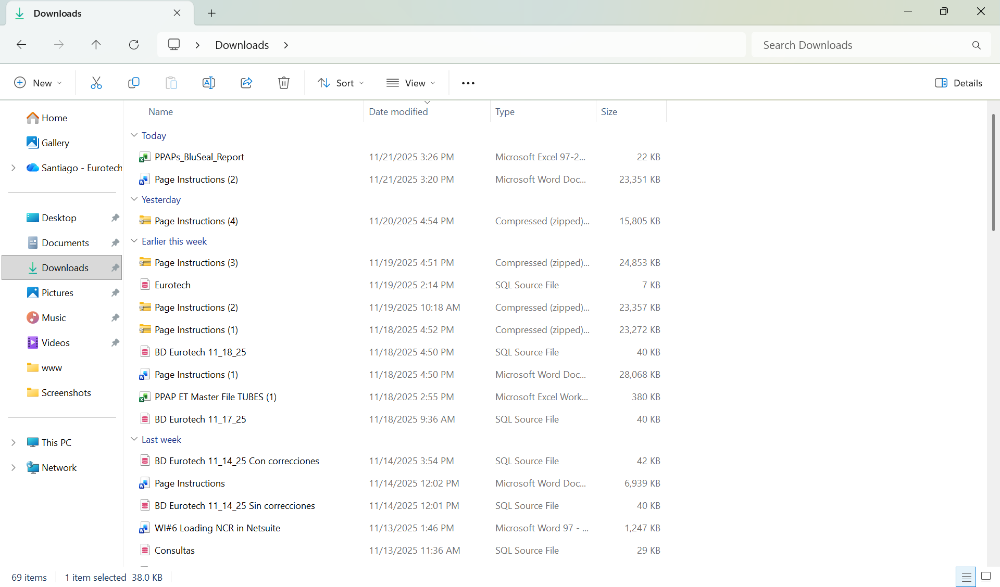 Downloads
Downloads
Search Downloads
New
Sort
View
Details
Home
Gallery
Santiago - Eurotech
Desktop
Documents
Downloads
Pictures
Music
Videos
www
Screenshots
This PC
Network
Name Date modified Type Size
Today
PPAPs_BluSeal_Report 11/21/2025 3:26 PM Microsoft Excel 97-2... 22 KB
Page Instructions (2) 11/21/2025 3:20 PM Microsoft Word Doc... 23,351 KB
Yesterday
Page Instructions (4) 11/20/2025 4:54 PM Compressed (zipped)... 15,805 KB
Earlier this week
Page Instructions (3) 11/19/2025 4:51 PM Compressed (zipped)... 24,853 KB
Eurotech 11/19/2025 2:14 PM SQL Source File 7 KB
Page Instructions (2) 11/19/2025 10:18 AM Compressed (zipped)... 23,357 KB
Page Instructions (1) 11/18/2025 4:52 PM Compressed (zipped)... 23,272 KB
BD Eurotech 11_18_25 11/18/2025 4:50 PM SQL Source File 40 KB
Page Instructions (1) 11/18/2025 4:50 PM Microsoft Word Doc... 28,068 KB
PPAP ET Master File TUBES (1) 11/18/2025 2:55 PM Microsoft Excel Work... 380 KB
BD Eurotech 11_17_25 11/18/2025 9:36 AM SQL Source File 40 KB
Last week
BD Eurotech 11_14_25 Con correcciones 11/14/2025 3:54 PM SQL Source File 42 KB
Page Instructions 11/14/2025 12:02 PM Microsoft Word Doc... 6,939 KB
BD Eurotech 11_14_25 Sin correcciones 11/14/2025 12:01 PM SQL Source File 40 KB
WI#6 Loading NCR in Netsuite 11/13/2025 1:46 PM Microsoft Word 97 - ... 1,247 KB
Consultas 11/13/2025 11:36 AM SQL Source File 29 KB
69 items 1 item selected 38.0 KB